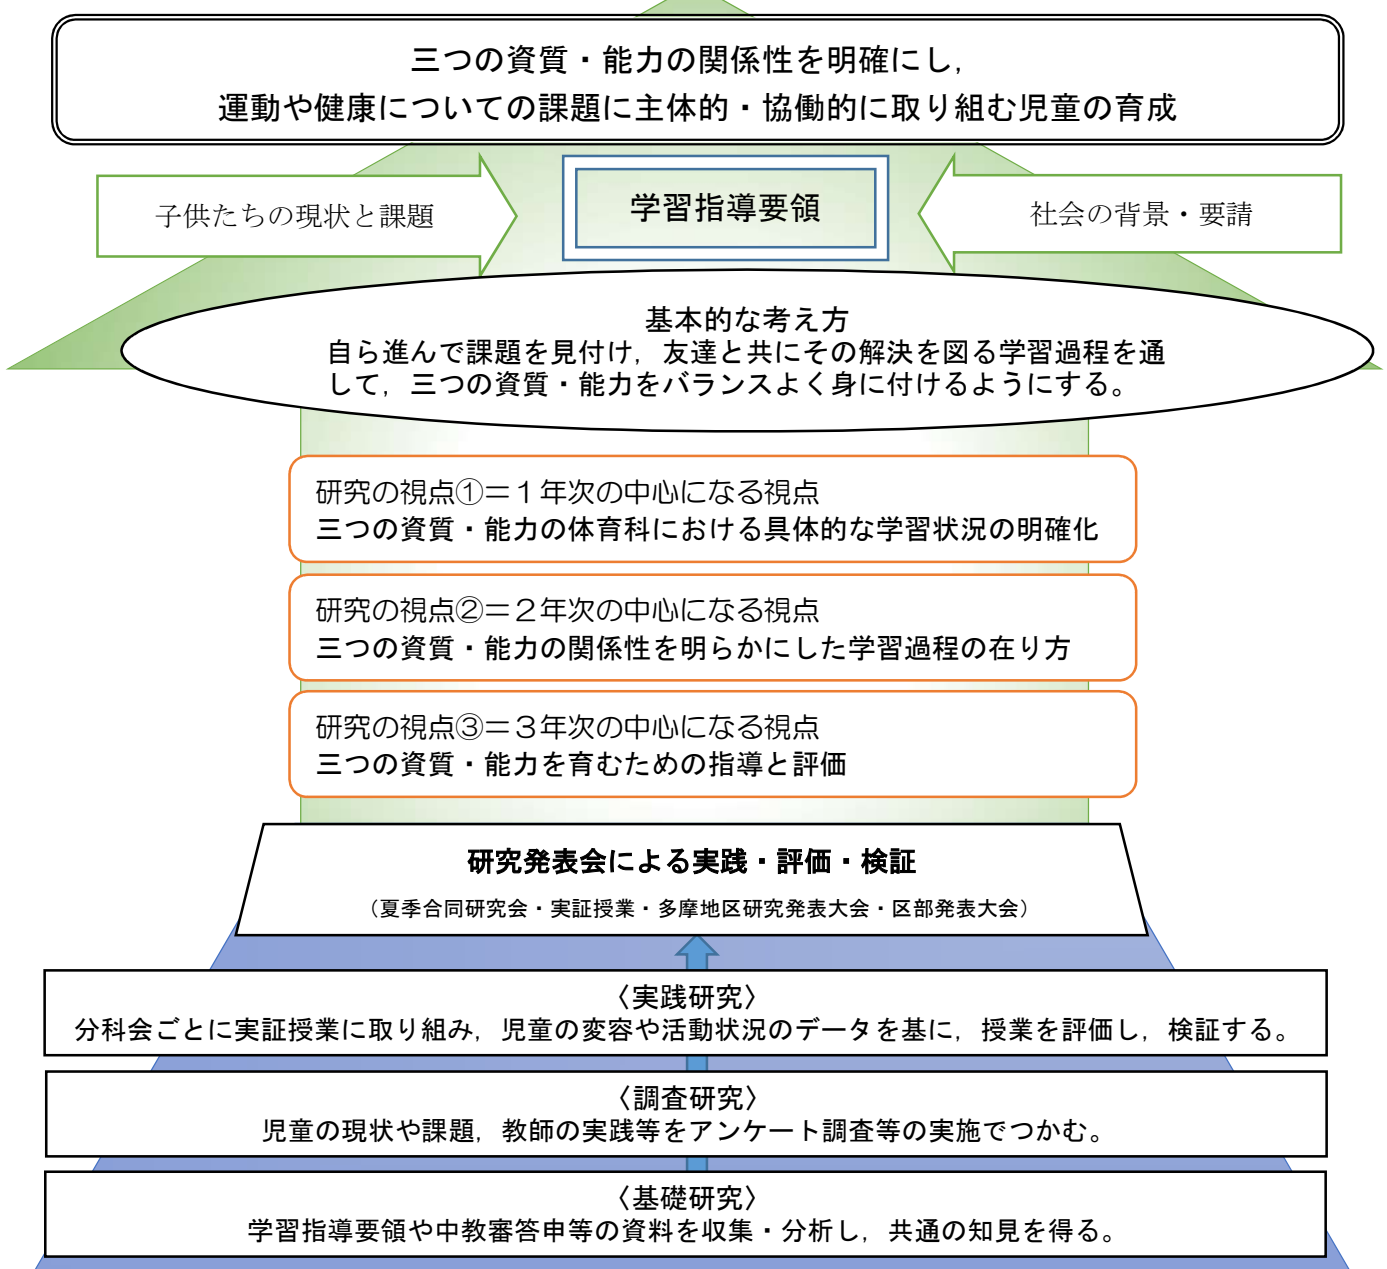 三つの資質・能力の関係性を明確にし，
運動や健康についての課題に主体的・協働的に取り組む児童の育成
子供たちの現状と課題
学習指導要領
社会の背景・要請
基本的な考え方
自ら進んで課題を見付け，友達と共にその解決を図る学習過程を通
して，三つの資質・能力をバランスよく身に付けるようにする。
研究の視点①＝１年次の中心になる視点
三つの資質・能力の体育科における具体的な学習状況の明確化
研究の視点②＝２年次の中心になる視点
三つの資質・能力の関係性を明らかにした学習過程の在り方
研究の視点③＝３年次の中心になる視点
三つの資質・能力を育むための指導と評価
研究発表会による実践・評価・検証
（夏季合同研究会・実証授業・多摩地区研究発表大会・区部発表大会）
〈実践研究〉
分科会ごとに実証授業に取り組み，児童の変容や活動状況のデータを基に，授業を評価し，検証する。
〈調査研究〉
児童の現状や課題，教師の実践等をアンケート調査等の実施でつかむ。
〈基礎研究〉
学習指導要領や中教審答申等の資料を収集・分析し，共通の知見を得る。